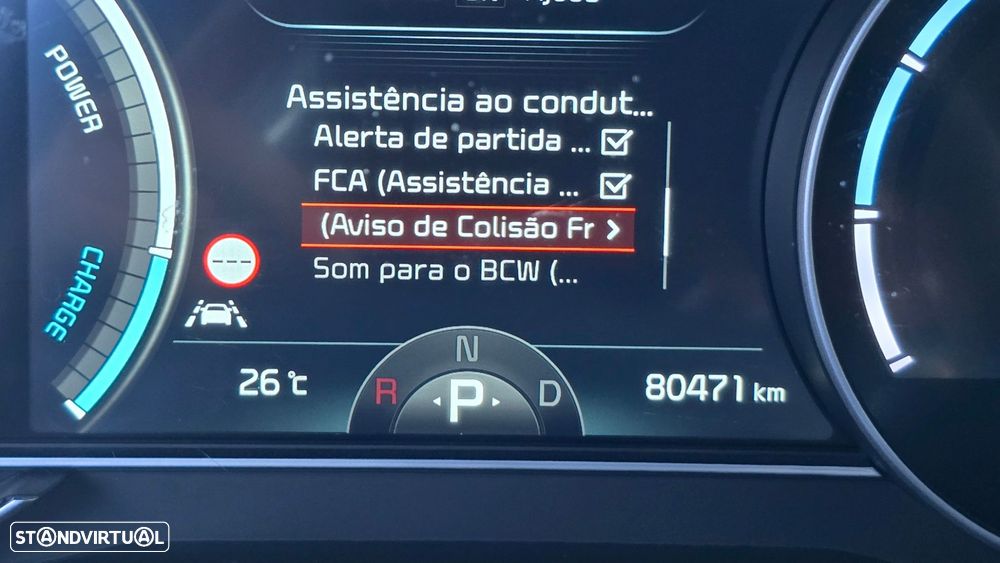 Assistência ao condut...
Alerta de partida ...
FCA (Assistência ...
(Aviso de Colisão Fr
Som para o BCW (...
POWER
CHARGE
---
26 °C
N
R
P
D
80471 km
STANDVIRTUAL